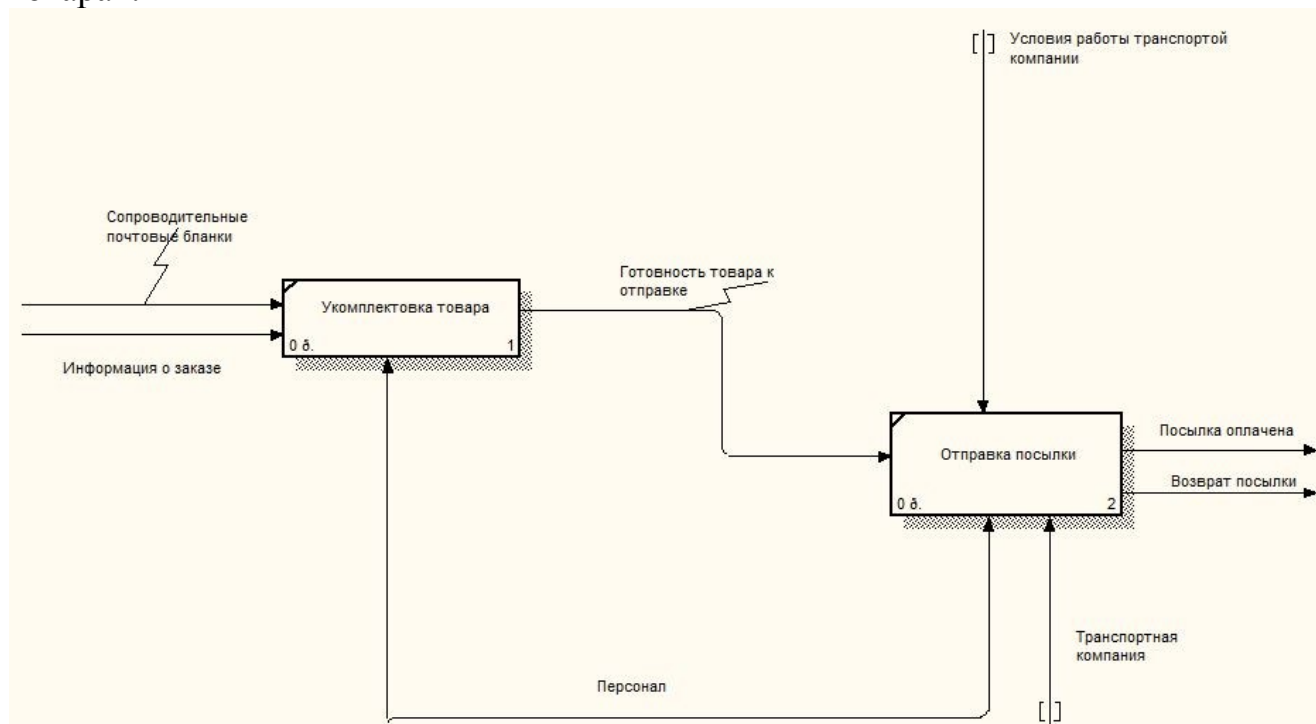 Условия работы транспортой
компании
Сопроводительные
почтовые бланки
Готовность товара к
отправке
Укомплектовка товара
0 ð. 1
Информация о заказе
Посылка оплачена
Отправка посылки
Возврат посылки
0 ð. 2
Транспортная
компания
Персонал